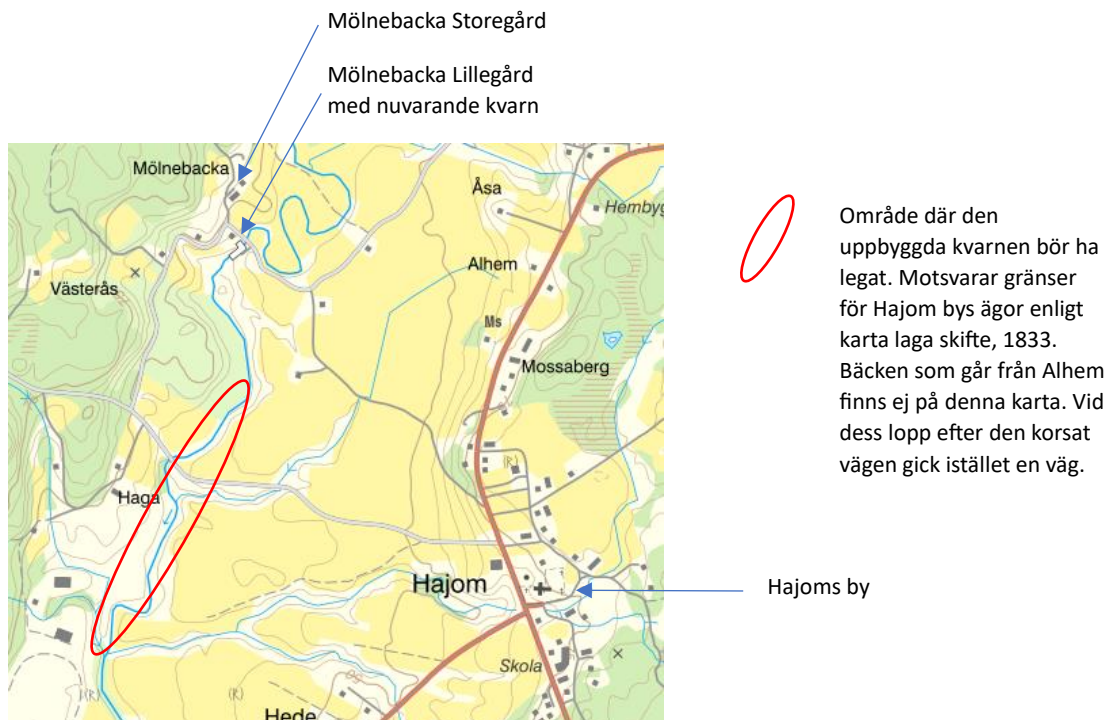 Mölnebacka Storegård
Mölnebacka Lillegård
med nuvarande kvarn
Mölnebacka
Åsa
Hembyg
Alhem
Västerås
Ms
Mossaberg
(R)
Haga
Hajom
Skola
(R)
(R)
Hede
Område där den
uppbyggda kvarnen bör ha
legat. Motsvarar gränser
för Hajom bys ägor enligt
karta laga skifte, 1833.
Bäcken som går från Alhem
finns ej på denna karta. Vid
dess lopp efter den korsat
vägen gick istället en väg.
Hajoms by